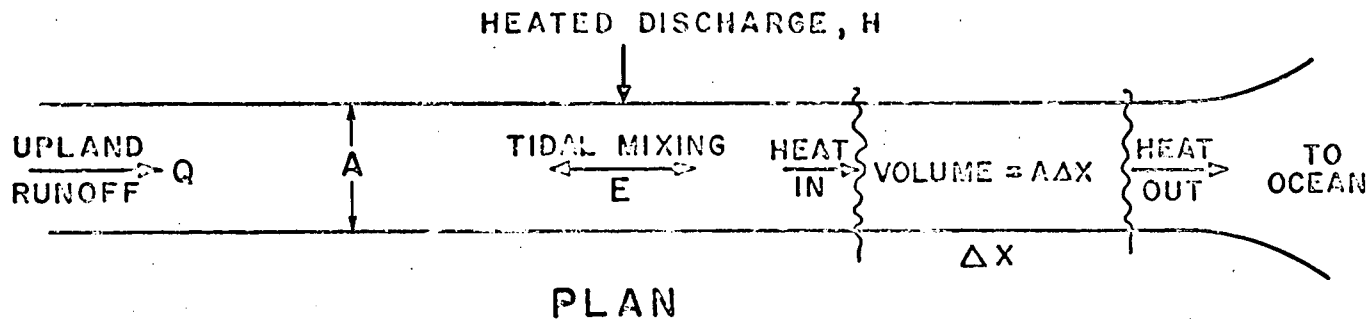 HEATED DISCHARGE, H
UPLAND
RUNOFF
Q
A
TIDAL MIXING
E
HEAT
IN
VOLUME = AΔX
HEAT
OUT
TO
OCEAN
ΔX
PLAN